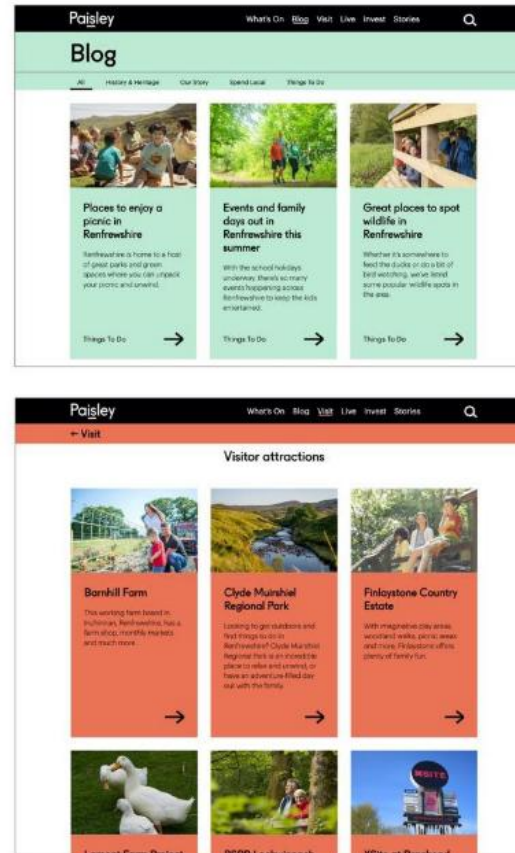 Paisley
What's On Blog Visit Live Invest Stories
Blog
All History & Heritage Our Story Spend Local Things To Do
Places to enjoy a
picnic in
Renfrewshire
Renfrewshire is home to a host
of great parks and green
spaces where you can unpack
your picnic and unwind.
Things To Do
Events and family
days out in
Renfrewshire this
summer
With the school holidays
underway, there's so many
events happening across
Renfrewshire to keep the kids
entertained.
Things To Do
Great places to spot
wildlife in
Renfrewshire
Whether it's somewhere to
feed the ducks or do a bit of
bird watching, we've listed
some popular wildlife spots in
the area.
Things To Do
Paisley
What's On Blog Visit Live Invest Stories
← Visit
Visitor attractions
Barnhill Farm
This working farm based in
Inchinnan, Renfrewshire, has a
farm shop, monthly markets
and much more.
Clyde Muirshiel
Regional Park
Looking to get outdoors and
find things to do in
Renfrewshire? Clyde Muirshiel
Regional Park is an incredible
place to relax and unwind, or
have an adventure-filled day
out with the family.
Finlaystone Country
Estate
With imaginative play areas,
woodland walks, picnic areas
and more, Finlaystone offers
plenty of family fun.
XSITE